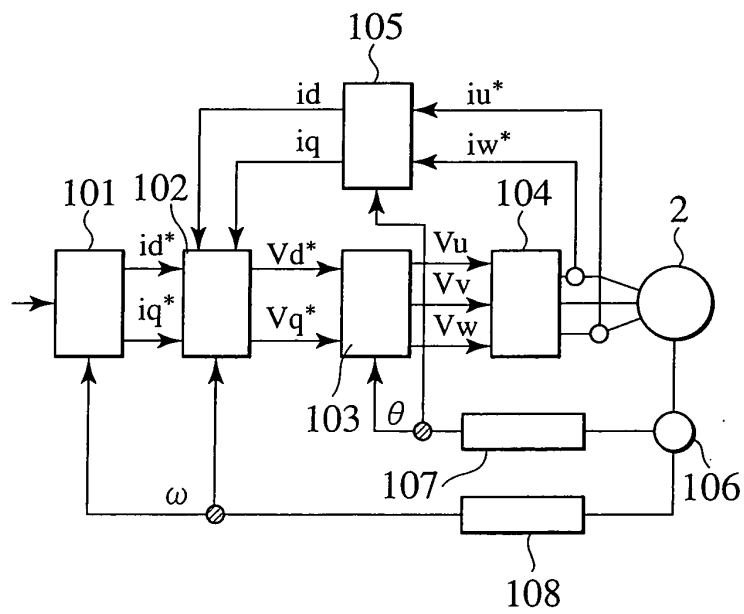 105
id
iu*
iq
iw*
101
102
104
2
id*
Vd*
Vu
Vv
iq*
Vq*
Vw
103
θ
107
106
ω
108